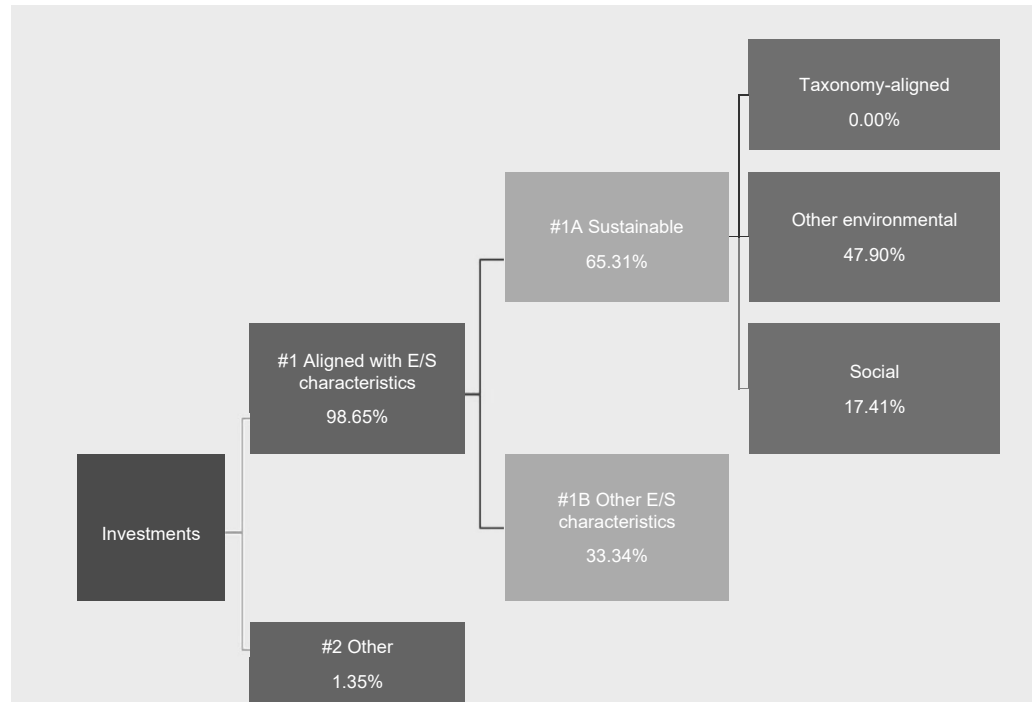 Taxonomy-aligned
0.00%
#1A Sustainable
65.31%
Other environmental
47.90%
#1 Aligned with E/S
characteristics
98.65%
Social
17.41%
Investments
#1B Other E/S
characteristics
33.34%
#2 Other
1.35%